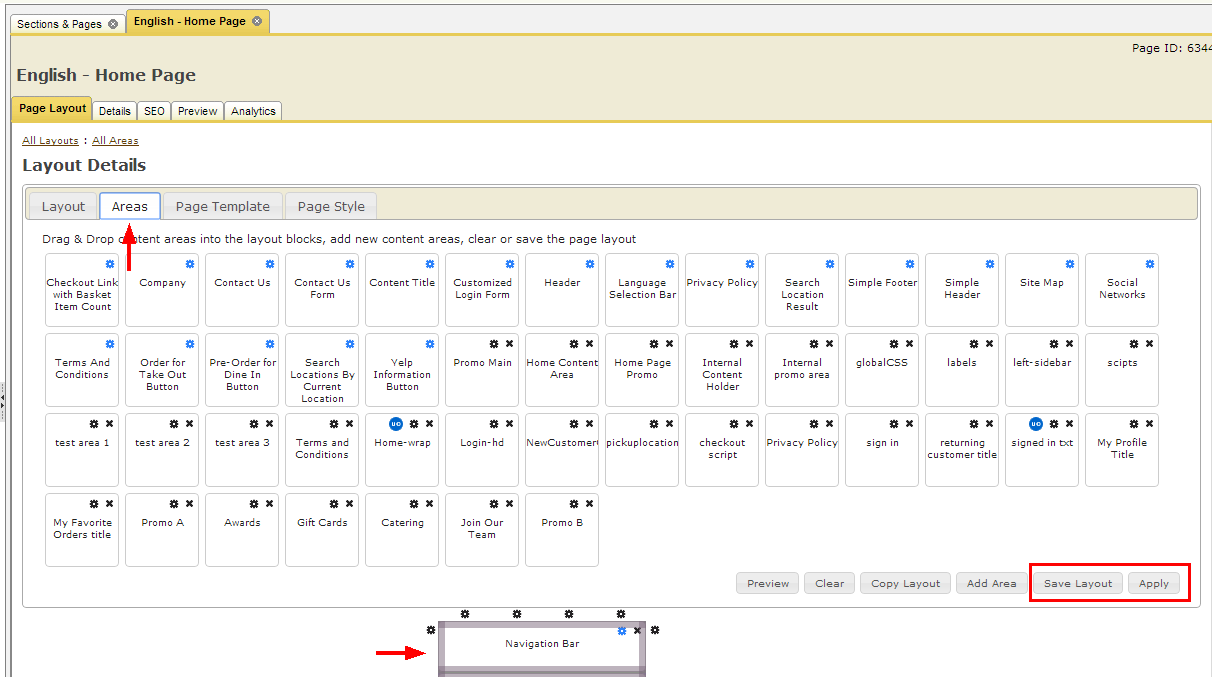 Sections & Pages
English - Home Page
Page ID: 6344
English - Home Page
Page Layout Details SEO Preview Analytics
All Layouts : All Areas
Layout Details
Layout Areas Page Template Page Style
Drag & Drop content areas into the layout blocks, add new content areas, clear or save the page layout
Checkout Link
with Basket
Item Count
Company
Contact Us
Contact Us
Form
Content Title
Customized
Login Form
Header
Language
Selection Bar
Privacy Policy
Search
Location
Result
Simple Footer
Simple
Header
Site Map
Social
Networks
Terms And
Conditions
Order for
Take Out
Button
Pre-Order for
Dine In
Button
Search
Locations By
Current
Location
Yelp
Information
Button
Promo Main
Home Content
Area
Home Page
Promo
Internal
Content
Holder
Internal
promo area
globalCSS
labels
left-sidebar
scipts
test area 1
test area 2
test area 3
Terms and
Conditions
UO
Home-wrap
Login-hd
NewCustomer
pickuplocation
checkout
script
Privacy Policy
sign in
returning
customer title
UO
signed in txt
My Profile
Title
My Favorite
Orders title
Promo A
Awards
Gift Cards
Catering
Join Our
Team
Promo B
Preview Clear Copy Layout Add Area Save Layout Apply
Navigation Bar